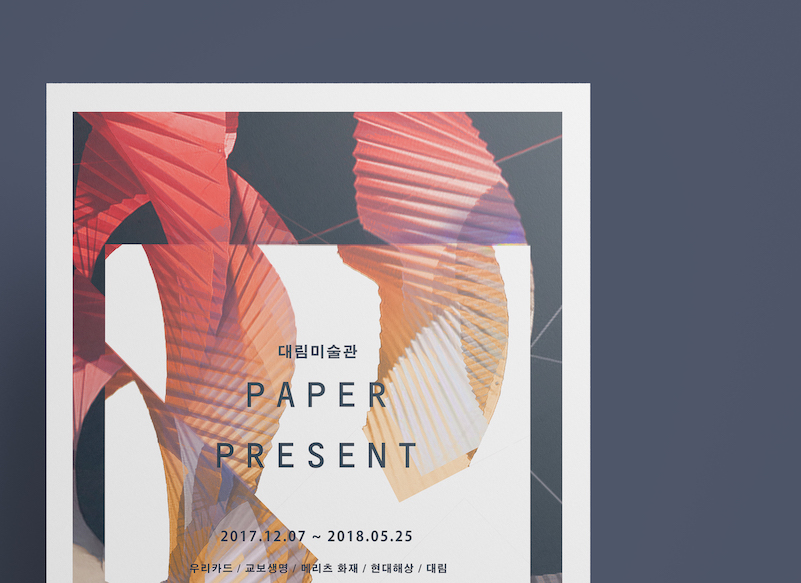 대림미술관
PAPER
PRESENT
2017.12.07 ~ 2018.05.25
우리카드 / 교보생명 / 메리츠 화재 / 현대해상 / 대림